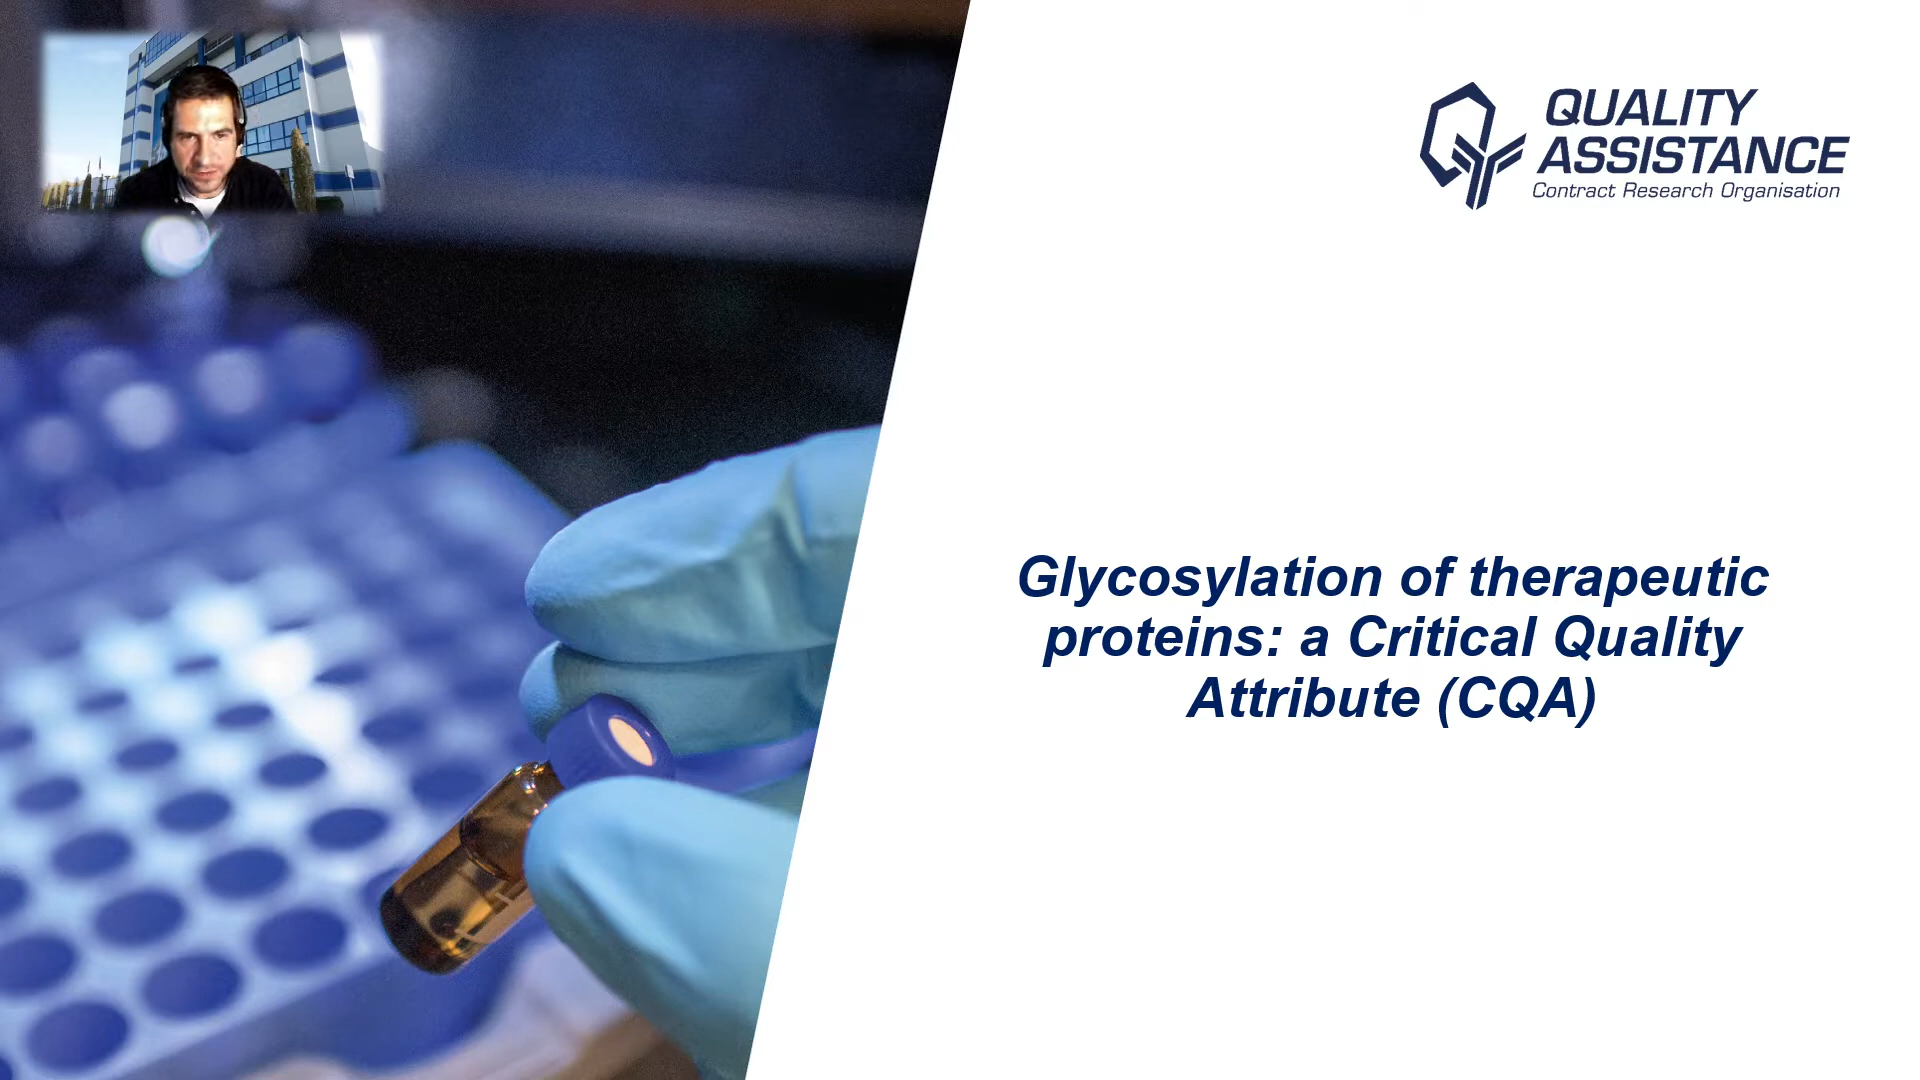 QUALITY
ASSISTANCE
Contract Research Organisation
Glycosylation of therapeutic
proteins: a Critical Quality
Attribute (CQA)